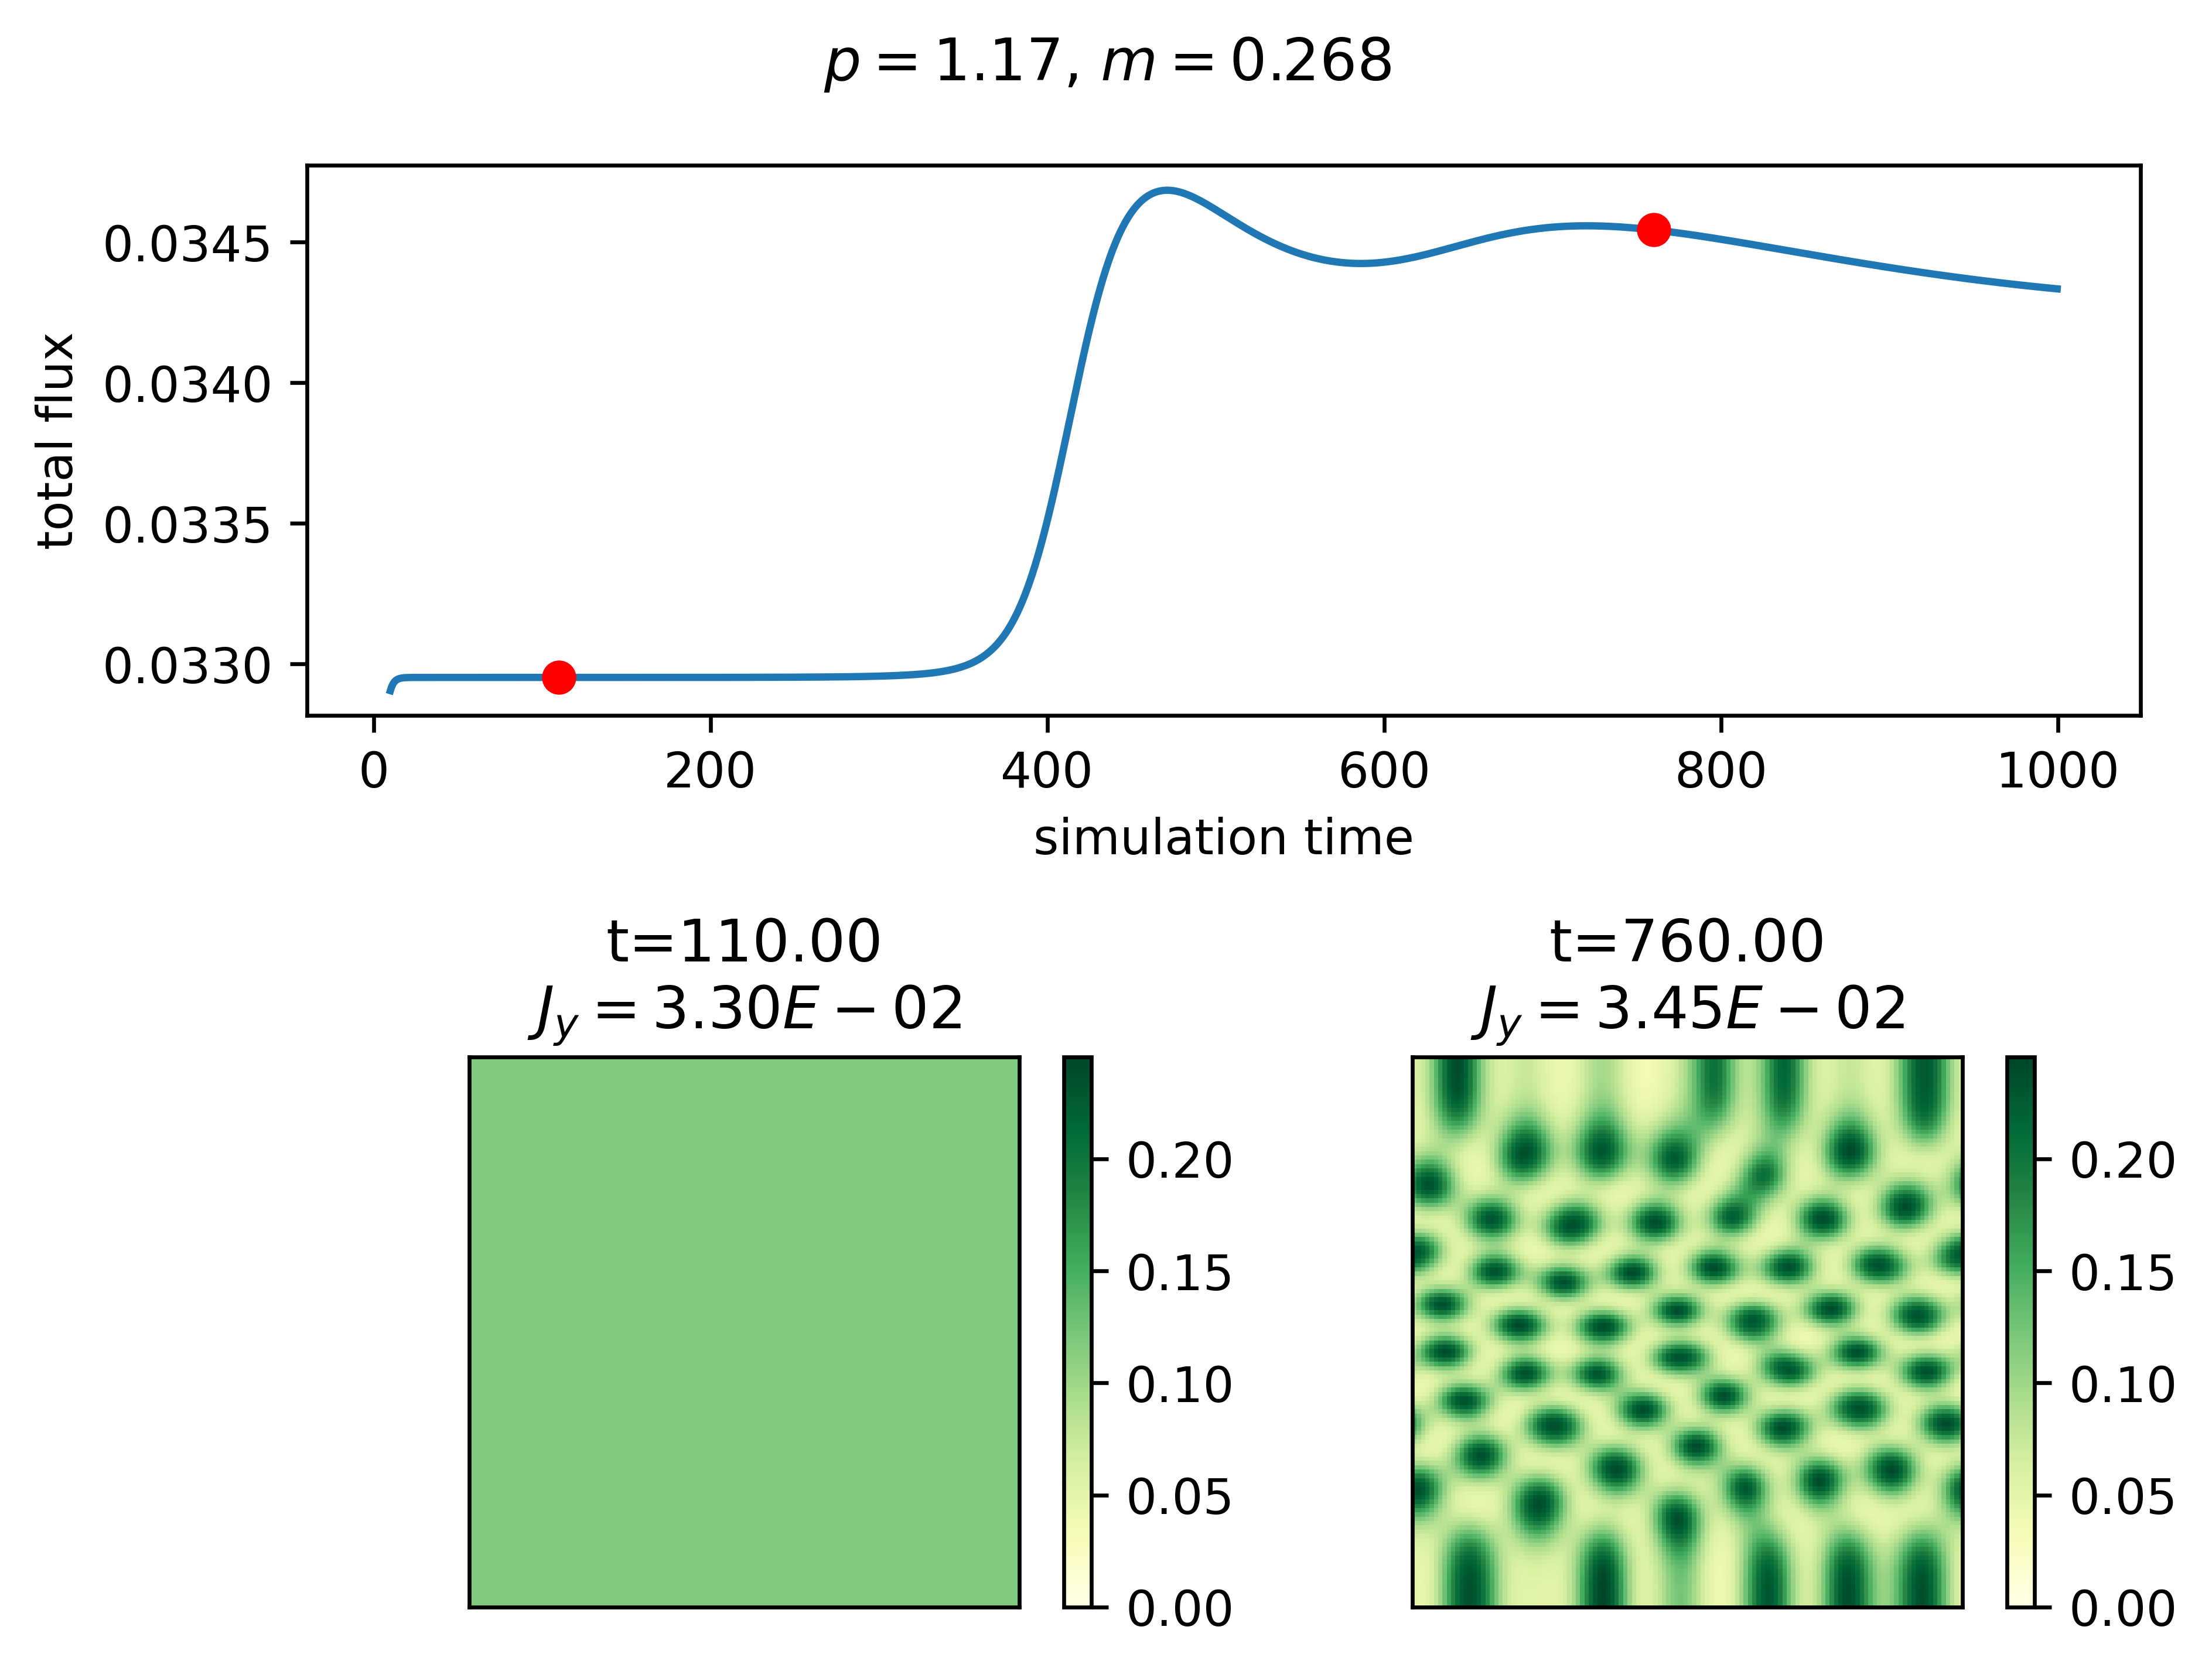 p = 1.17, m = 0.268
0.0345
0.0340
0.0335
0.0330
total flux
0 200 400 600 800 1000
simulation time
t=110.00
J_y = 3.30E − 02
0.20
0.15
0.10
0.05
0.00
t=760.00
J_y = 3.45E − 02
0.20
0.15
0.10
0.05
0.00